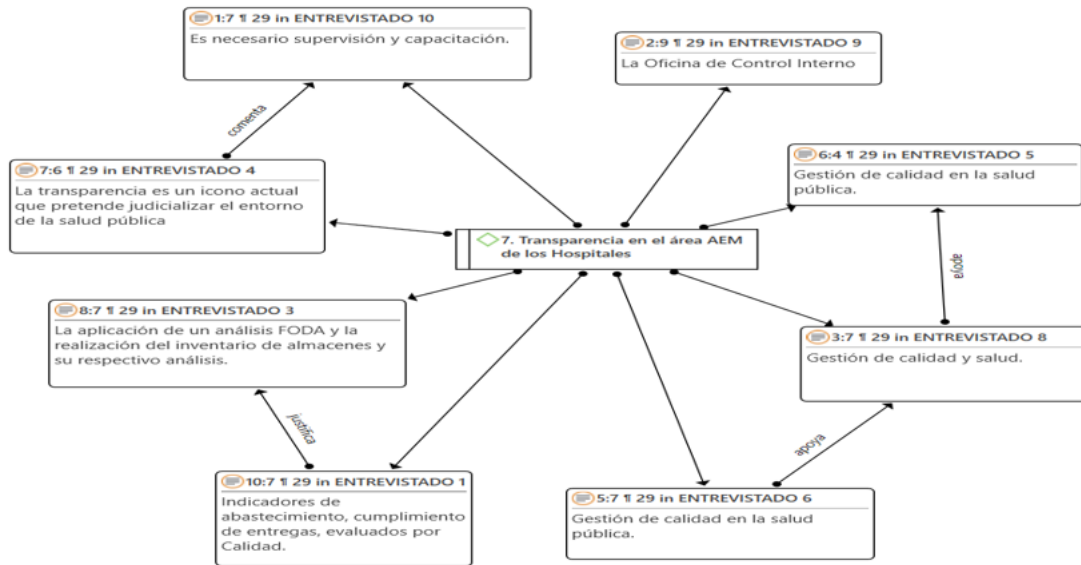 1:7 ¶ 29 in ENTREVISTADO 10
Es necesario supervisión y capacitación.
2:9 ¶ 29 in ENTREVISTADO 9
La Oficina de Control Interno
comenta
7:6 ¶ 29 in ENTREVISTADO 4
La transparencia es un icono actual
que pretende judicializar el entorno
de la salud pública
6:4 ¶ 29 in ENTREVISTADO 5
Gestión de calidad en la salud
pública.
7. Transparencia en el área AEM
de los Hospitales
apoya
8:7 ¶ 29 in ENTREVISTADO 3
La aplicación de un análisis FODA y la
realización del inventario de almacenes y
su respectivo análisis.
3:7 ¶ 29 in ENTREVISTADO 8
Gestión de calidad y salud.
justifica
apoya
10:7 ¶ 29 in ENTREVISTADO 1
Indicadores de
abastecimiento, cumplimiento
de entregas, evaluados por
Calidad.
5:7 ¶ 29 in ENTREVISTADO 6
Gestión de calidad en la salud
pública.